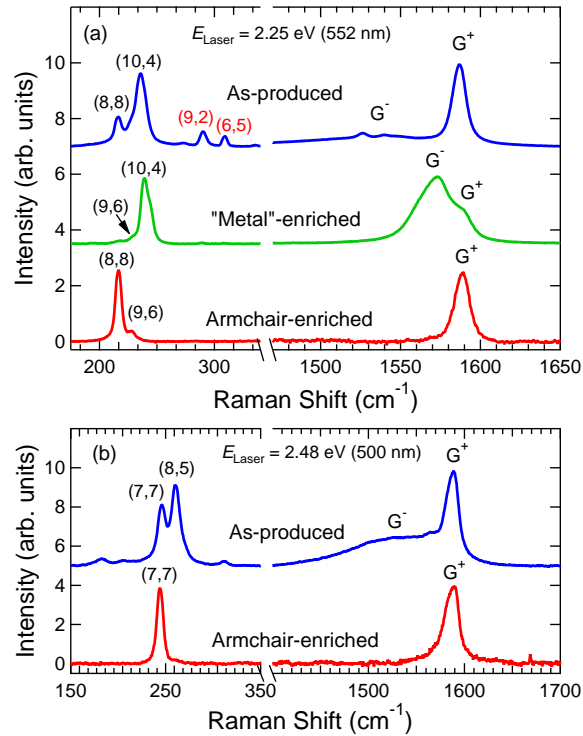 (a)
E_Laser = 2.25 eV (552 nm)
G⁺
(10,4)
(8,8)
As-produced
(9,2)
(6,5)
G⁻
(10,4)
G⁻
(9,6)
"Metal"-enriched
G⁺
(8,8)
G⁺
(9,6)
Armchair-enriched
Intensity (arb. units)
10
8
6
4
2
0
200
300
1500
1550
1600
1650
Raman Shift (cm⁻¹)
(b)
E_Laser = 2.48 eV (500 nm)
G⁺
(8,5)
(7,7)
As-produced
G⁻
(7,7)
G⁺
Armchair-enriched
Intensity (arb. units)
10
8
6
4
2
0
150
250
350
1500
1600
1700
Raman Shift (cm⁻¹)